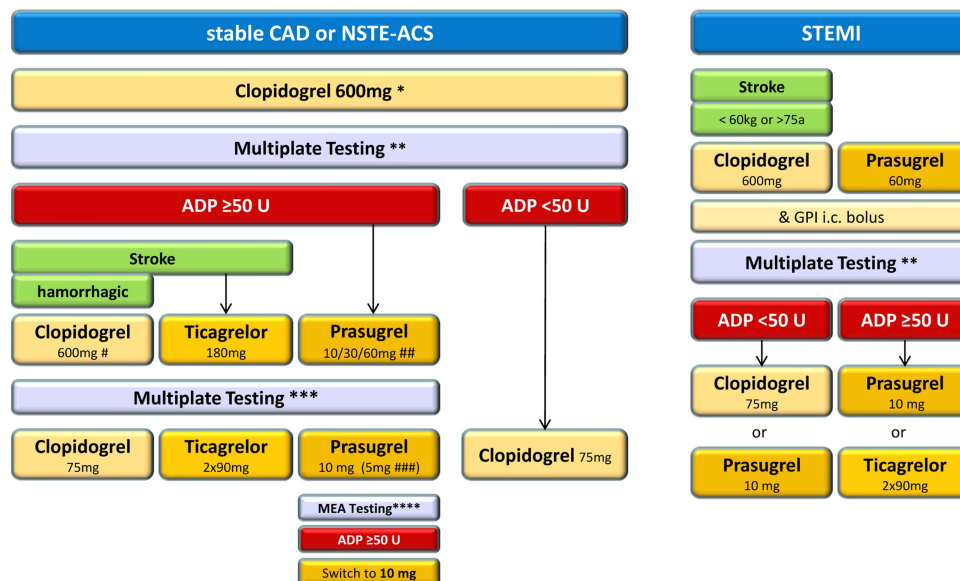 stable CAD or NSTE-ACS
Clopidogrel 600mg *
Multiplate Testing **
ADP ≥50 U
ADP <50 U
Stroke
hamorrhagic
Clopidogrel
600mg #
Ticagrelor
180mg
Prasugrel
10/30/60mg ##
Multiplate Testing ***
Clopidogrel
75mg
Ticagrelor
2x90mg
Prasugrel
10 mg (5mg ###)
Clopidogrel 75mg
MEA Testing****
ADP ≥50 U
Switch to 10 mg
STEMI
Stroke
< 60kg or >75a
Clopidogrel
600mg
Prasugrel
60mg
& GPI i.c. bolus
Multiplate Testing **
ADP <50 U
ADP ≥50 U
Clopidogrel
75mg
Prasugrel
10 mg
or
or
Prasugrel
10 mg
Ticagrelor
2x90mg